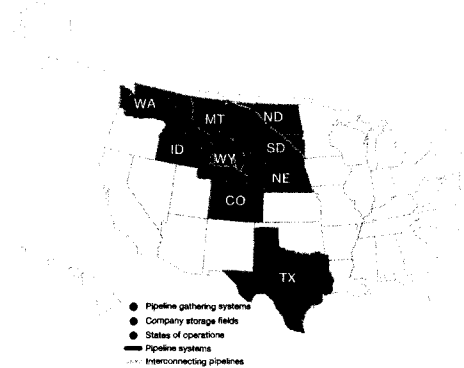 WA
MT
ND
ID
WY
SD
NE
CO
TX
Pipeline gathering systems
Company storage fields
States of operations
Pipeline systems
Interconnecting pipelines